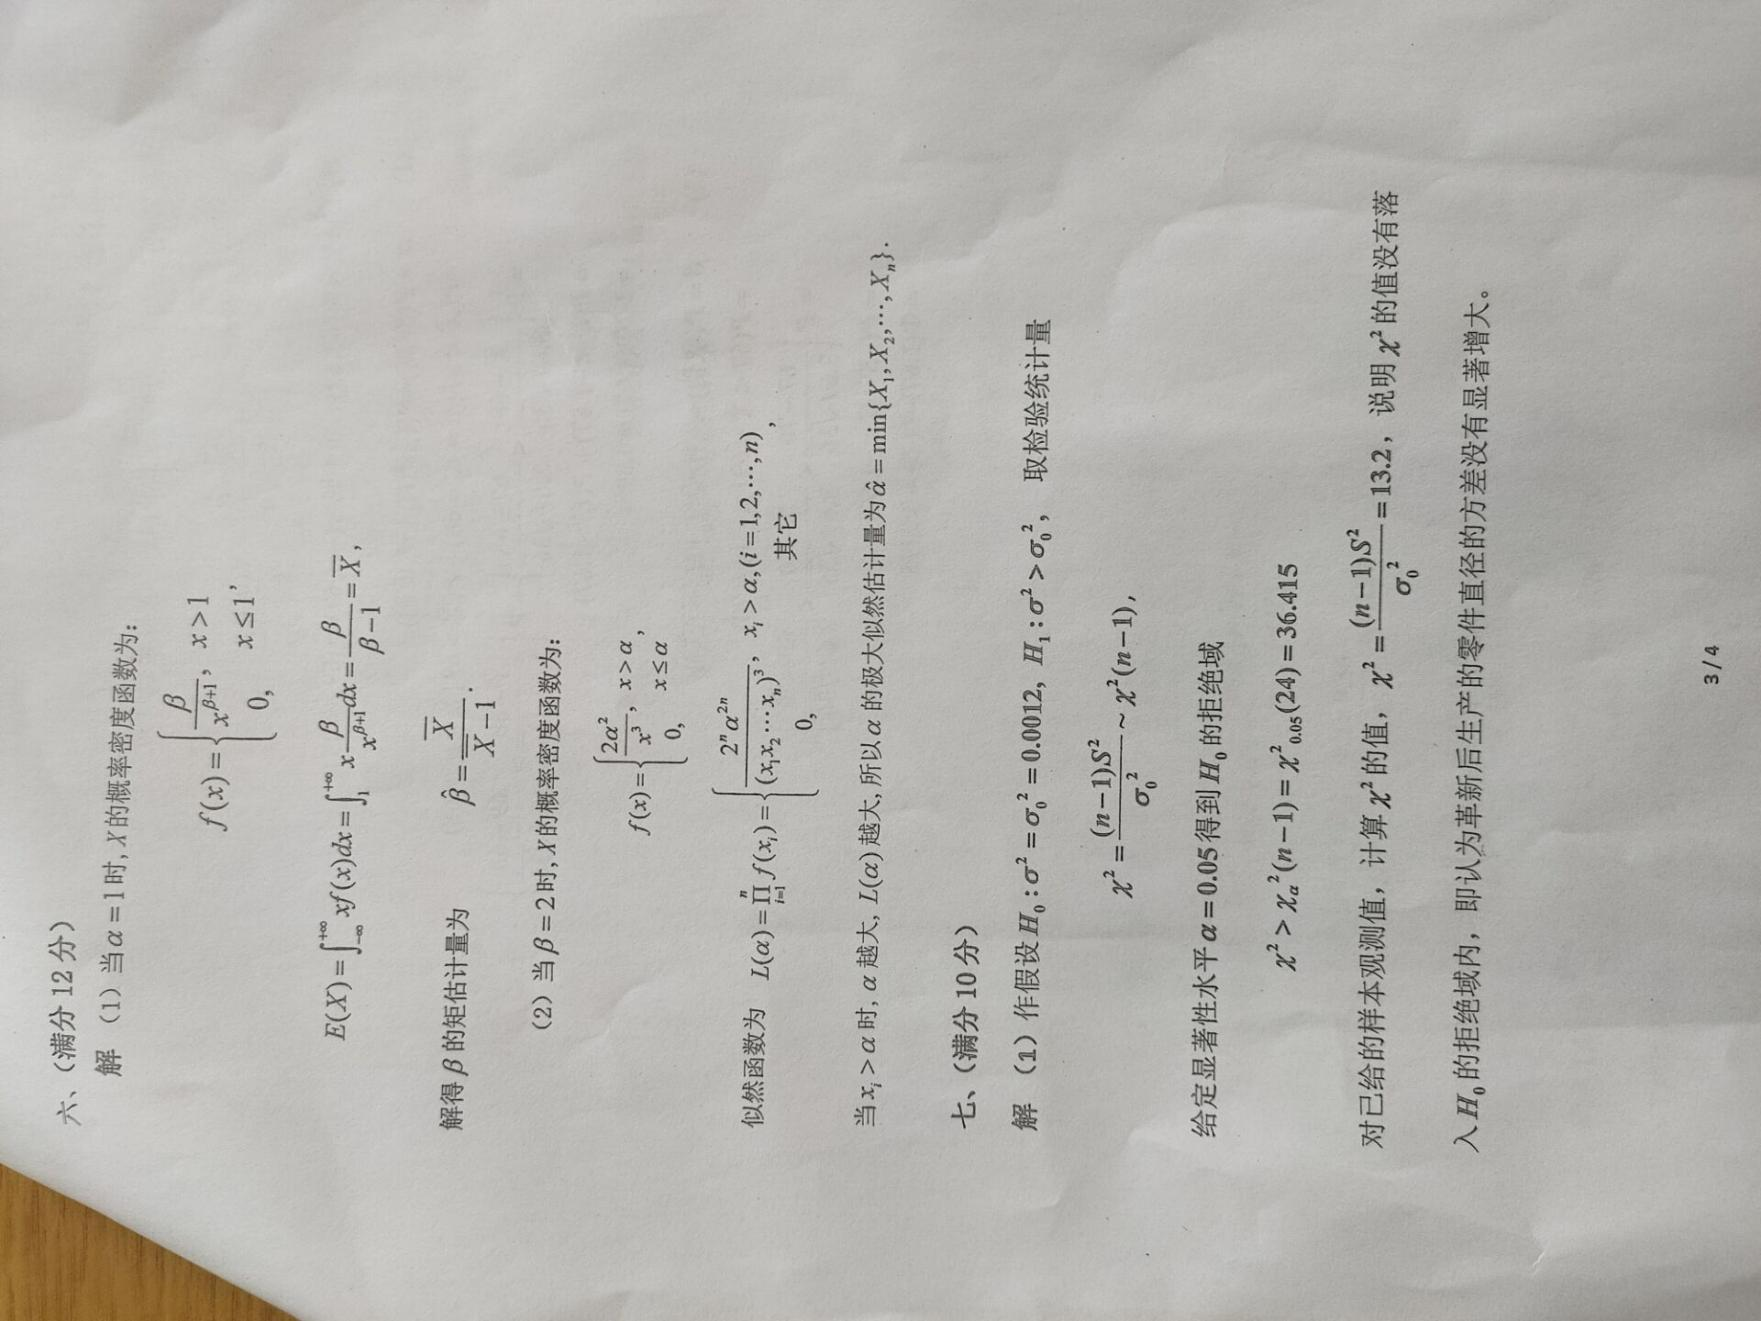 六、(满分 12 分)
解 (1) 当 α=1 时, X 的概率密度函数为:
f(x) = { β/x^{β+1}, x>1; 0, x≤1 ,
E(X) = ∫_{-∞}^{+∞} xf(x)dx = ∫_1^{+∞} x β/x^{β+1} dx = β/(β-1) = X̄ ,
解得 β 的矩估计量为 β̂ = X̄/(X̄-1) .
(2) 当 β=2 时, X 的概率密度函数为:
f(x) = { 2α²/x³, x>α; 0, x≤α ,
似然函数为 L(α) = ∏_{i=1}^{n} f(x_i) = { 2^n α^{2n}/(x_1x_2⋯x_n)³, x_i>α,(i=1,2,⋯,n); 0, 其它 ,
当 x_i>α 时, α 越大, L(α) 越大, 所以 α 的极大似然估计量为 α̂ = min{X_1,X_2,⋯,X_n}.
七、(满分 10 分)
解 (1) 作假设 H_0:σ²=σ_0²=0.0012, H_1:σ²>σ_0², 取检验统计量
χ² = (n-1)S²/σ_0² ~ χ²(n-1),
给定显著性水平 α=0.05 得到 H_0 的拒绝域
χ² > χ_α²(n-1) = χ²_{0.05}(24) = 36.415
对已给的样本观测值，计算 χ² 的值，χ² = (n-1)S²/σ_0² = 13.2，说明 χ² 的值没有落
入 H_0 的拒绝域内，即认为革新后生产的零件直径的方差没有显著增大。
3 / 4